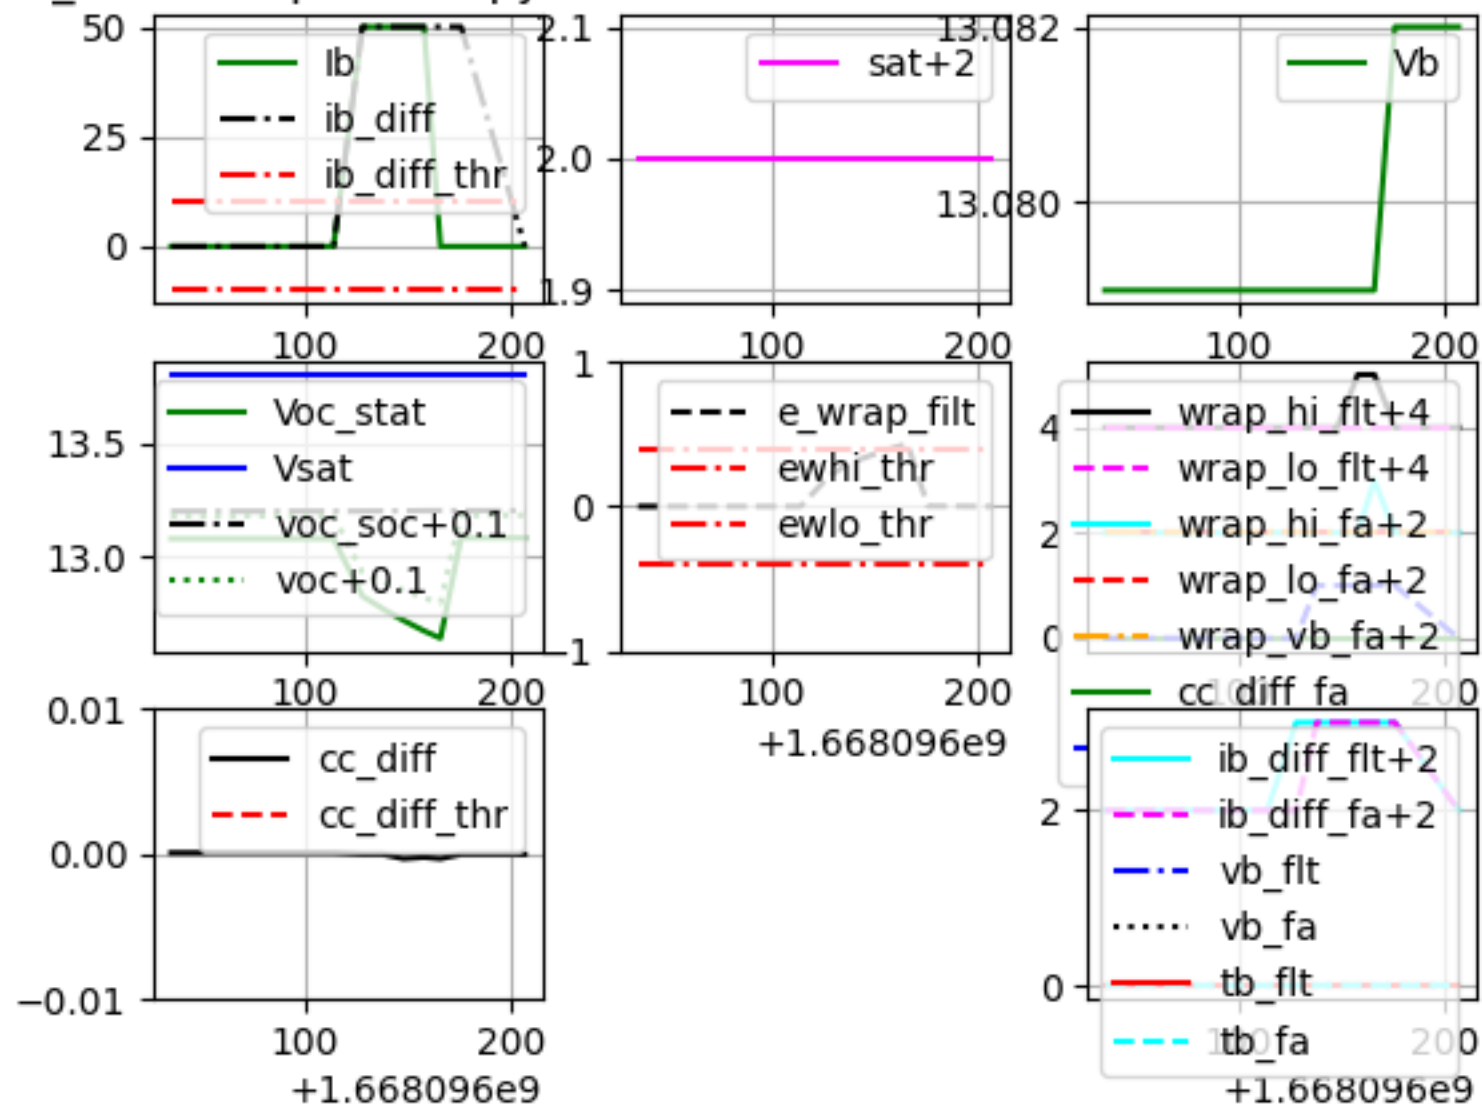 50
25
0
Ib
ib_diff
ib_diff_thr
100
200
2.1
2.0
1.9
sat+2
100
200
13.082
13.080
Vb
100
200
13.5
13.0
Voc_stat
Vsat
voc_soc+0.1
voc+0.1
100
200
1
0
−1
e_wrap_filt
ewhi_thr
ewlo_thr
100
200
+1.668096e9
4
2
0
wrap_hi_flt+4
wrap_lo_flt+4
wrap_hi_fa+2
wrap_lo_fa+2
wrap_vb_fa+2
cc_diff_fa
100
200
0.01
0.00
−0.01
cc_diff
cc_diff_thr
100
200
+1.668096e9
2
0
ib_diff_flt+2
ib_diff_fa+2
vb_flt
vb_fa
tb_flt
tb_fa
100
200
+1.668096e9